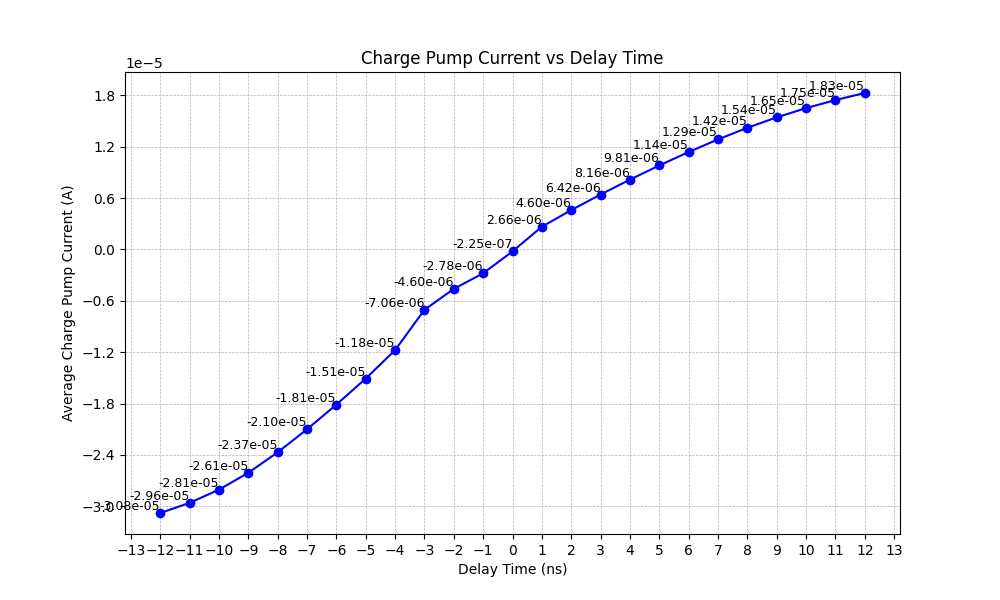 Charge Pump Current vs Delay Time
1e−5
Average Charge Pump Current (A)
1.8
1.2
0.6
0.0
−0.6
−1.2
−1.8
−2.4
−3.0
-3.08e-05
-2.96e-05
-2.81e-05
-2.61e-05
-2.37e-05
-2.10e-05
-1.81e-05
-1.51e-05
-1.18e-05
-7.06e-06
-4.60e-06
-2.78e-06
-2.25e-07
2.66e-06
4.60e-06
6.42e-06
8.16e-06
9.81e-06
1.14e-05
1.29e-05
1.42e-05
1.54e-05
1.65e-05
1.75e-05
1.83e-05
−13 −12 −11 −10 −9 −8 −7 −6 −5 −4 −3 −2 −1 0 1 2 3 4 5 6 7 8 9 10 11 12 13
Delay Time (ns)